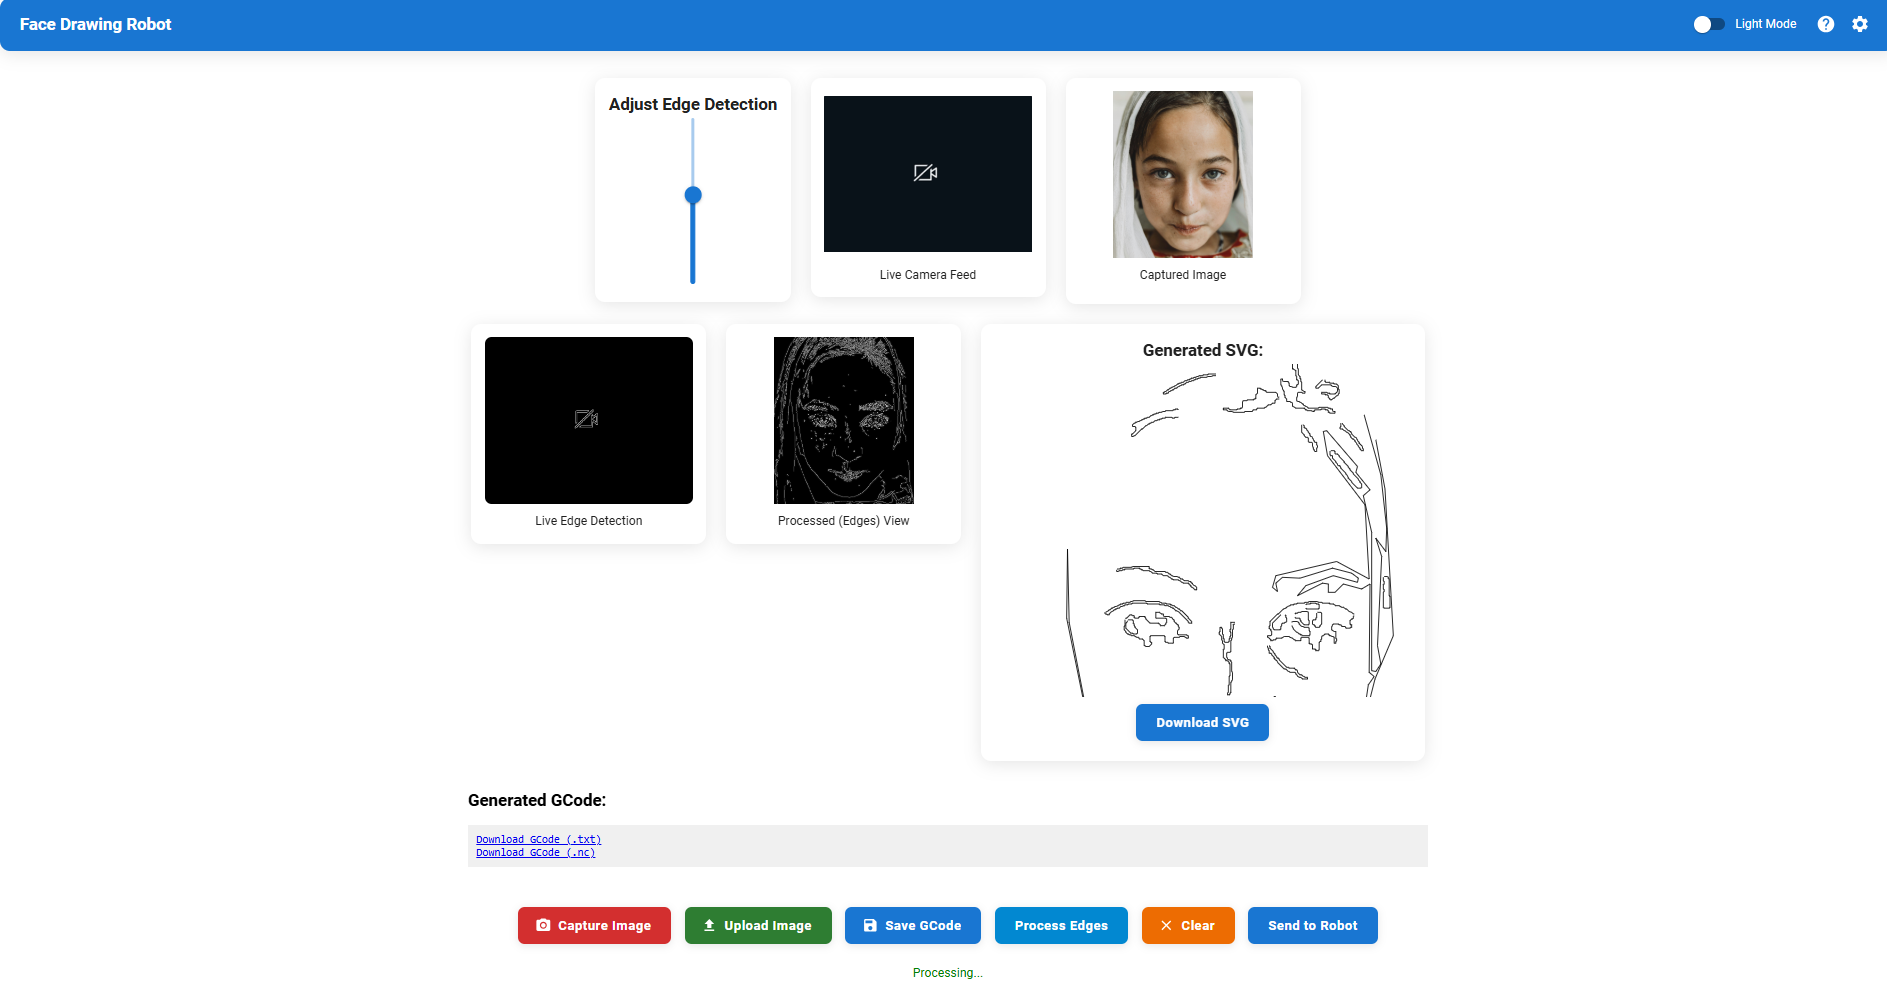 Face Drawing Robot
Light Mode
Adjust Edge Detection
Live Camera Feed
Captured Image
Live Edge Detection
Processed (Edges) View
Generated SVG:
Download SVG
Generated GCode:
Download GCode (.txt)
Download GCode (.nc)
Capture Image
Upload Image
Save GCode
Process Edges
Clear
Send to Robot
Processing...